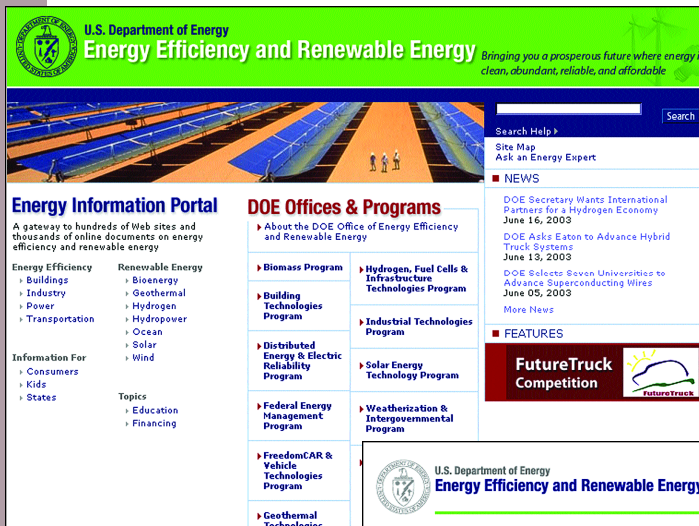 U.S. Department of Energy
Energy Efficiency and Renewable Energy
Bringing you a prosperous future where energy
clean, abundant, reliable, and affordable
Search
Search Help
Site Map
Ask an Energy Expert
NEWS
DOE Secretary Wants International
Partners for a Hydrogen Economy
June 16, 2003
DOE Asks Eaton to Advance Hybrid
Truck Systems
June 13, 2003
DOE Selects Seven Universities to
Advance Superconducting Wires
June 05, 2003
More News
FEATURES
FutureTruck
Competition
FutureTruck
Energy Information Portal
A gateway to hundreds of Web sites and
thousands of online documents on energy
efficiency and renewable energy
Energy Efficiency
Buildings
Industry
Power
Transportation
Renewable Energy
Bioenergy
Geothermal
Hydrogen
Hydropower
Ocean
Solar
Wind
Information For
Consumers
Kids
States
Topics
Education
Financing
DOE Offices & Programs
About the DOE Office of Energy Efficiency
and Renewable Energy
Biomass Program
Building
Technologies
Program
Distributed
Energy & Electric
Reliability
Program
Federal Energy
Management
Program
FreedomCAR &
Vehicle
Technologies
Program
Geothermal
Technologies
Hydrogen, Fuel Cells &
Infrastructure
Technologies Program
Industrial Technologies
Program
Solar Energy
Technology Program
Weatherization &
Intergovernmental
Program
U.S. Department of Energy
Energy Efficiency and Renewable Energy